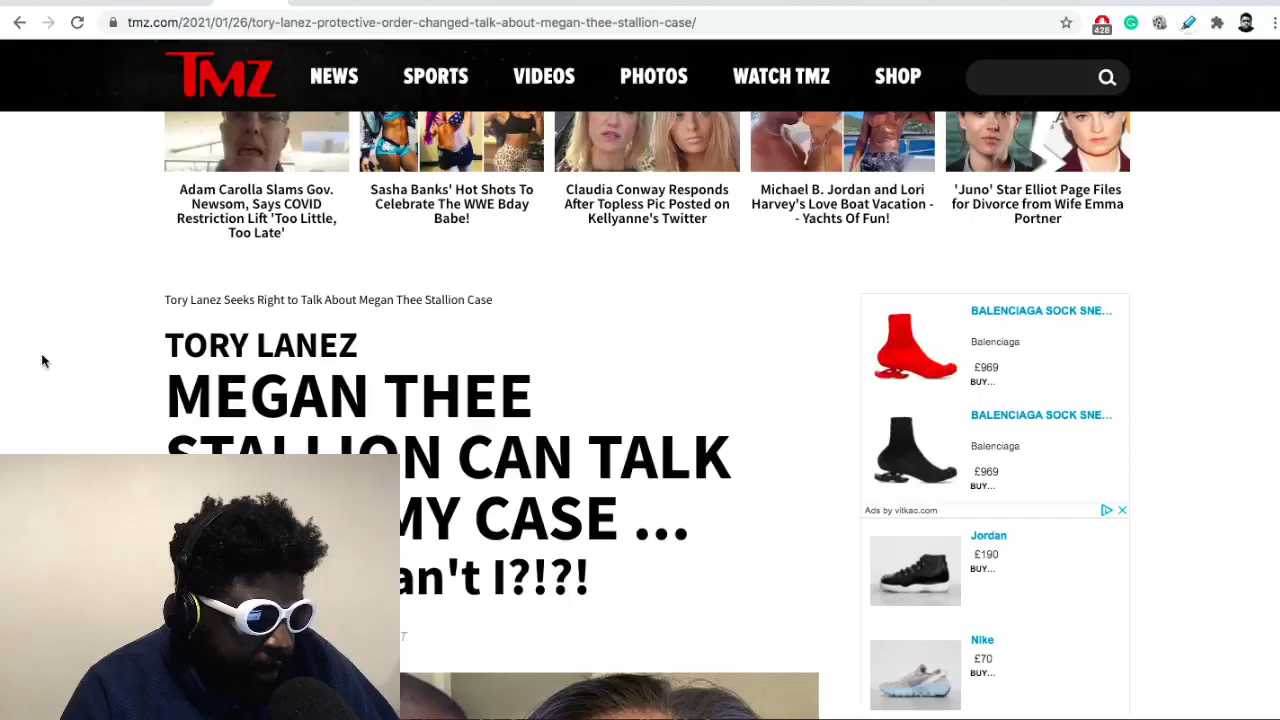 tmz.com/2021/01/26/tory-lanez-protective-order-changed-talk-about-megan-thee-stallion-case/
428
TMZ NEWS SPORTS VIDEOS PHOTOS WATCH TMZ SHOP
Adam Carolla Slams Gov.
Newsom, Says COVID
Restriction Lift 'Too Little,
Too Late'
Sasha Banks' Hot Shots To
Celebrate The WWE Bday
Babe!
Claudia Conway Responds
After Topless Pic Posted on
Kellyanne's Twitter
Michael B. Jordan and Lori
Harvey's Love Boat Vacation -
- Yachts Of Fun!
'Juno' Star Elliot Page Files
for Divorce from Wife Emma
Portner
Tory Lanez Seeks Right to Talk About Megan Thee Stallion Case
TORY LANEZ
MEGAN THEE
STALLION CAN TALK
MY CASE ...
an't I?!?!
T
BALENCIAGA SOCK SNE...
Balenciaga
£969
BUY...
BALENCIAGA SOCK SNE...
Balenciaga
£969
BUY...
Ads by vitkac.com
Jordan
£190
BUY...
Nike
£70
BUY...